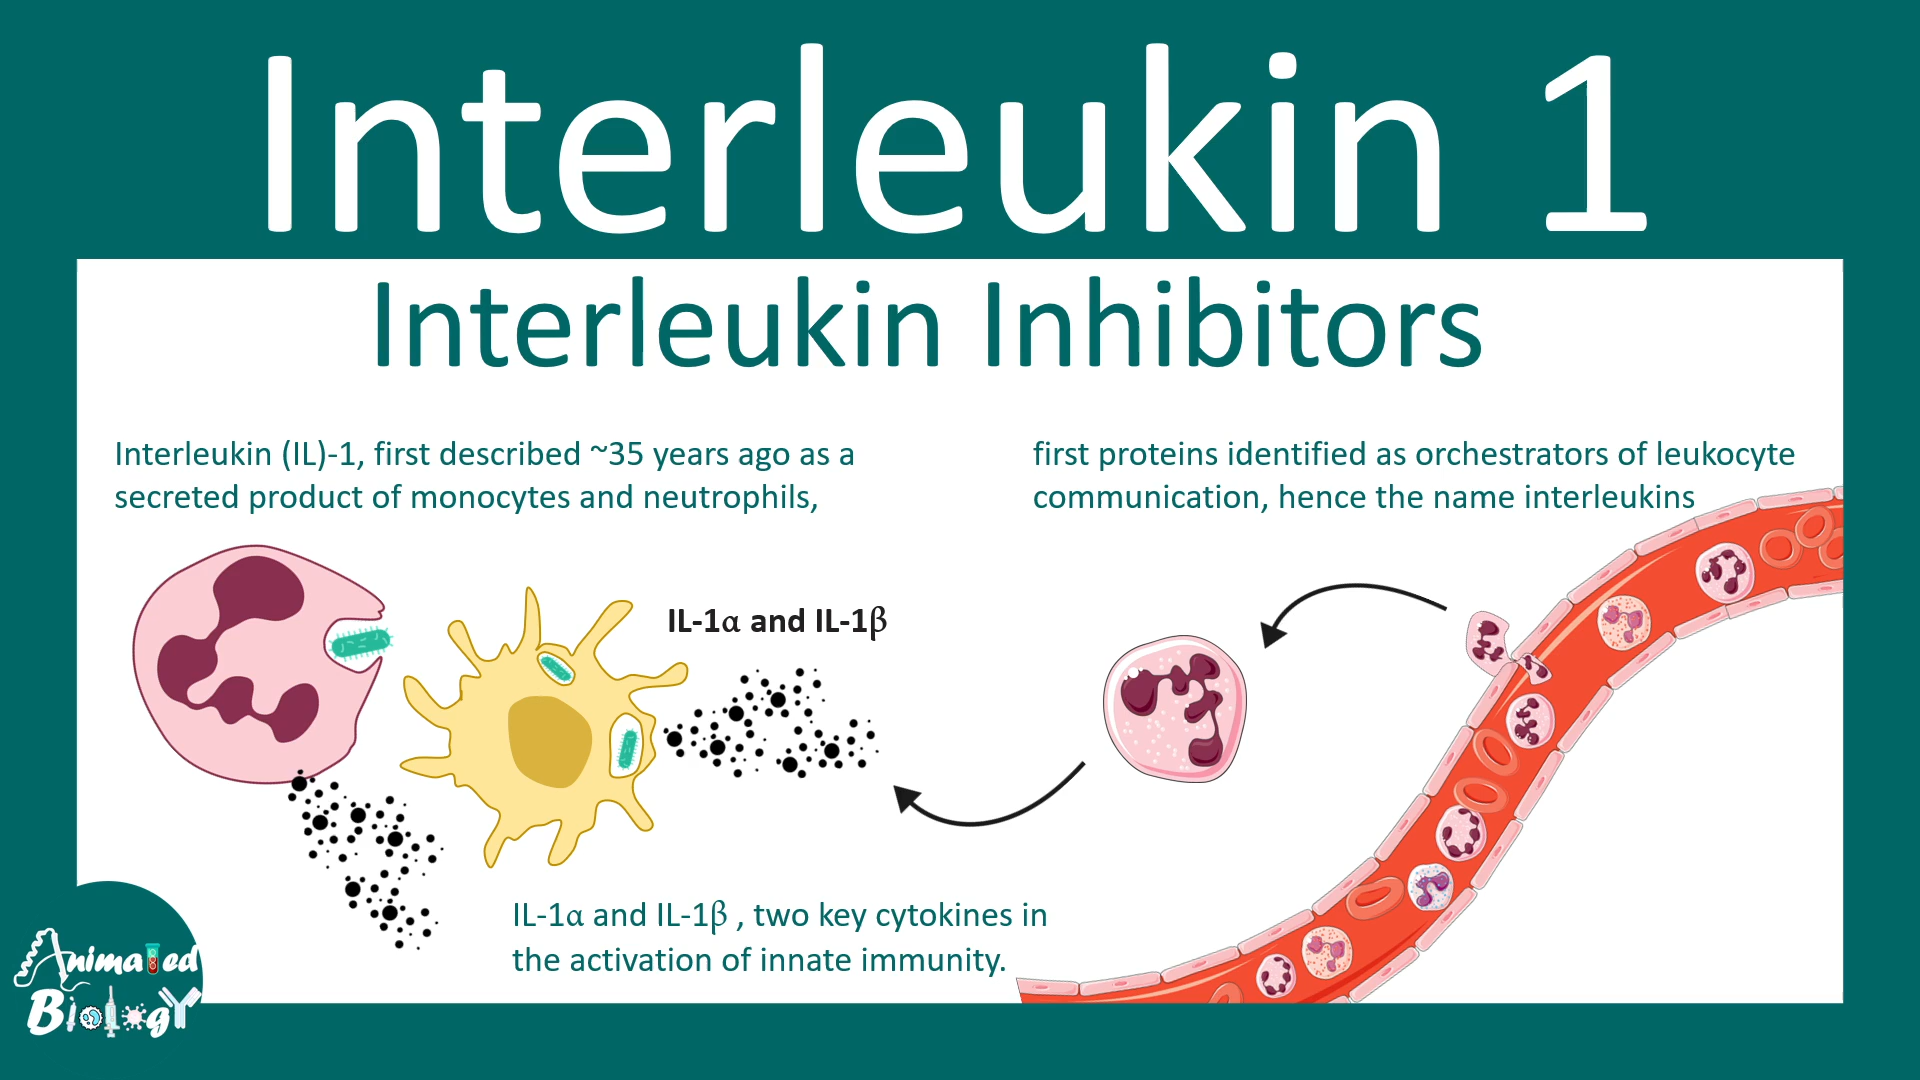 Interleukin 1
Interleukin Inhibitors
Interleukin (IL)-1, first described ~35 years ago as a
secreted product of monocytes and neutrophils,
first proteins identified as orchestrators of leukocyte
communication, hence the name interleukins
IL-1α and IL-1β
IL-1α and IL-1β , two key cytokines in
the activation of innate immunity.
Animated
Biology